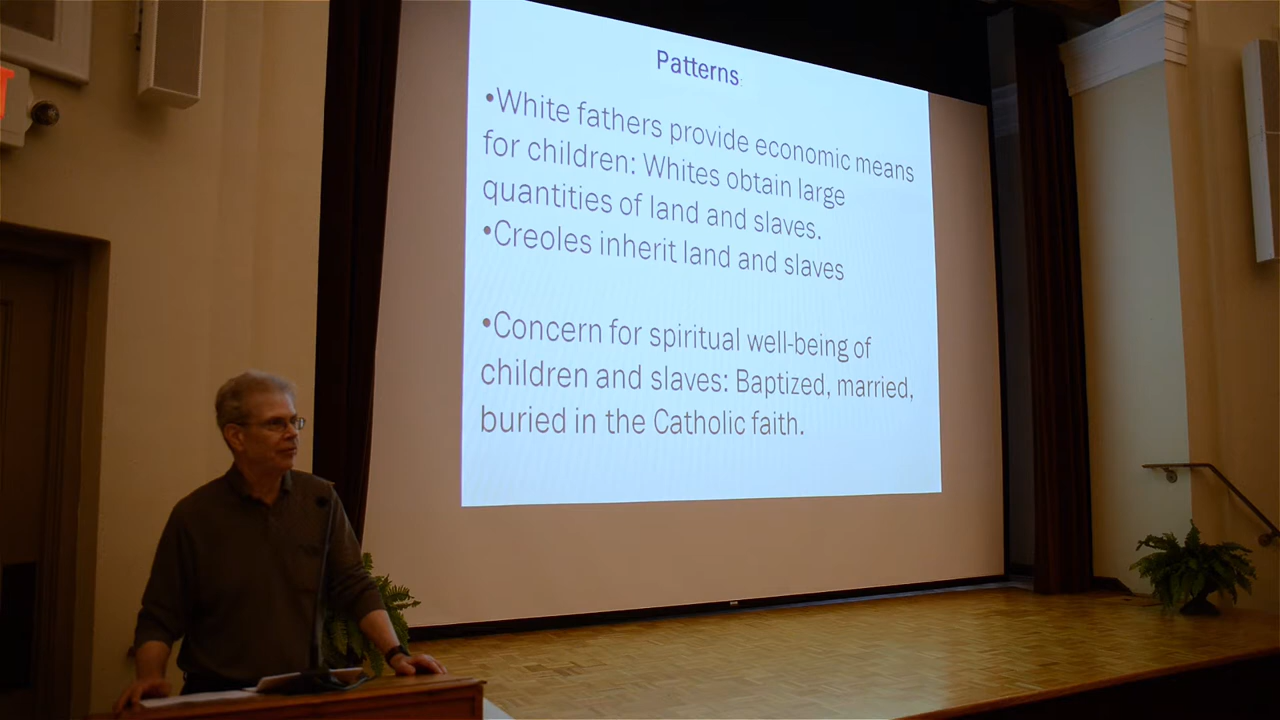 Patterns
•White fathers provide economic means
for children: Whites obtain large
quantities of land and slaves.
•Creoles inherit land and slaves
•Concern for spiritual well-being of
children and slaves: Baptized, married,
buried in the Catholic faith.